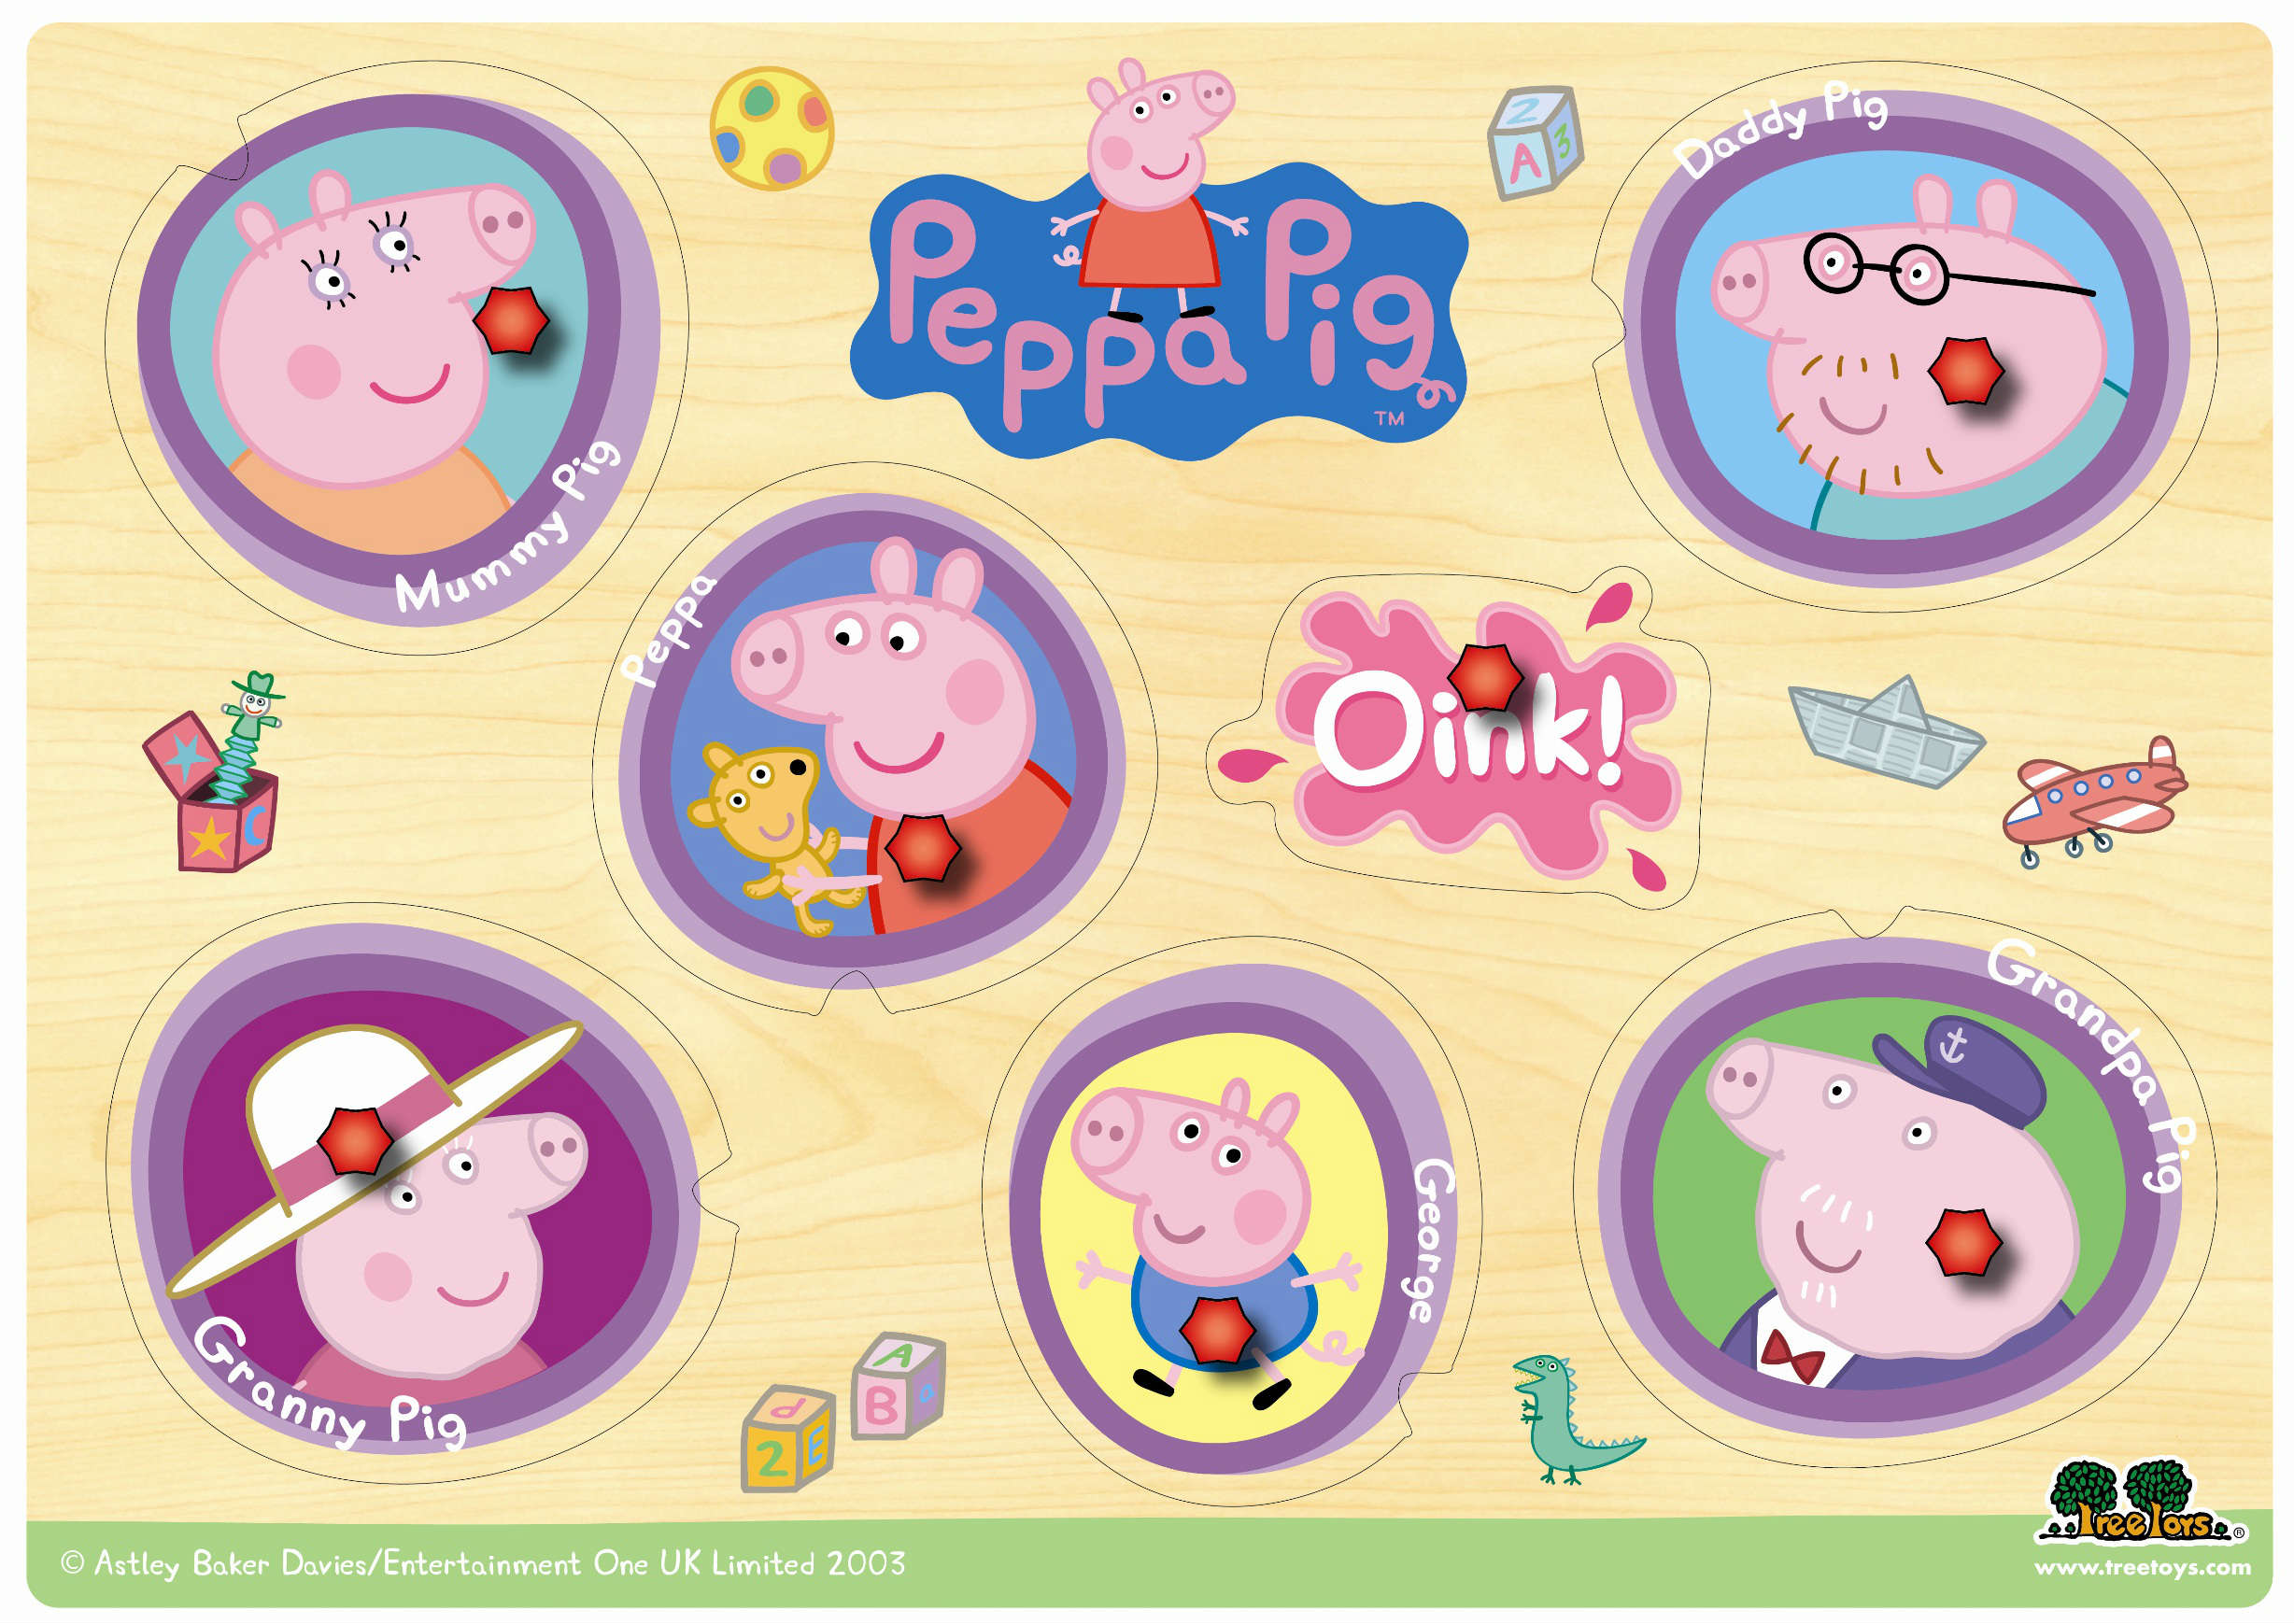 Peppa Pig
TM
Daddy Pig
Mummy Pig
Peppa
Oink!
Granny Pig
George
Grandpa Pig
2
A
3
C
A
B
a
d
2
E
TreeToys®
www.treetoys.com
© Astley Baker Davies/Entertainment One UK Limited 2003